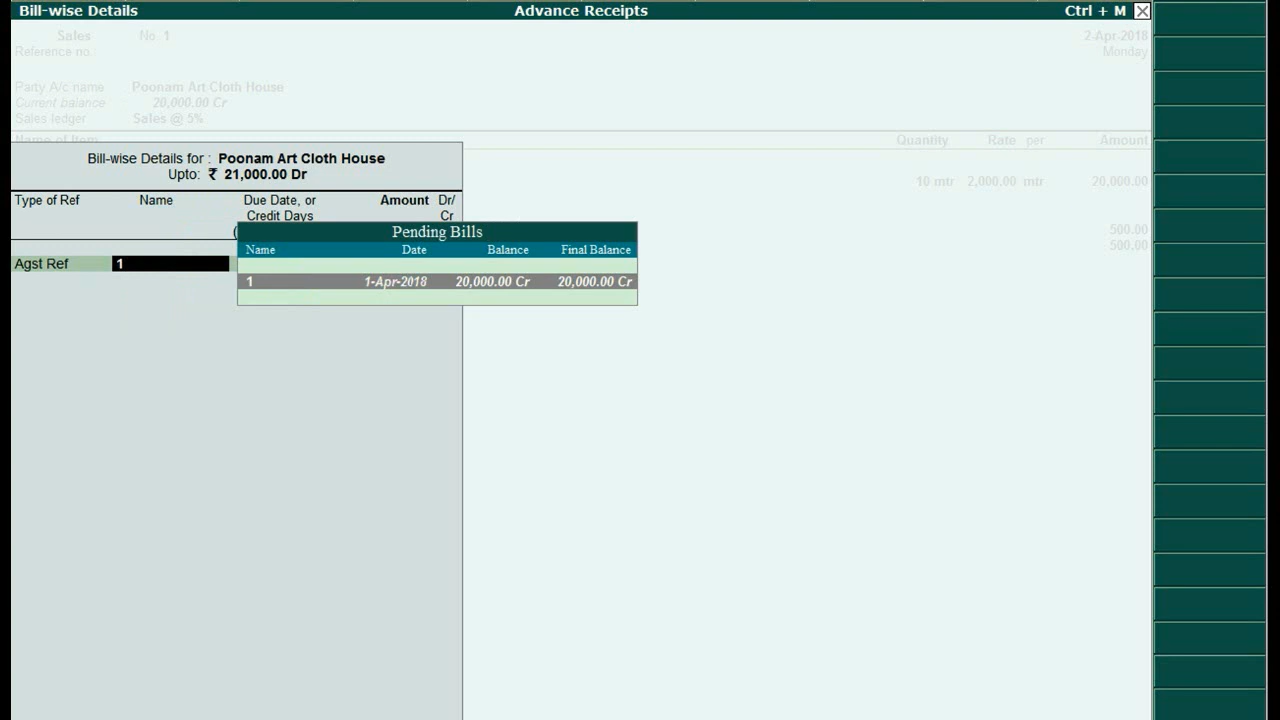 Bill-wise Details Advance Receipts Ctrl + M
Sales No. 1 2-Apr-2018
Reference no. Monday
Party A/c name Poonam Art Cloth House
Current balance 20,000.00 Cr
Sales ledger Sales @ 5%
Name of Item Quantity Rate per Amount
Bill-wise Details for : Poonam Art Cloth House
Upto: ₹ 21,000.00 Dr
10 mtr 2,000.00 mtr 20,000.00
Type of Ref Name Due Date, or Amount Dr/
Credit Days Cr
(
500.00
500.00
Pending Bills
Name Date Balance Final Balance
Agst Ref 1
1 1-Apr-2018 20,000.00 Cr 20,000.00 Cr